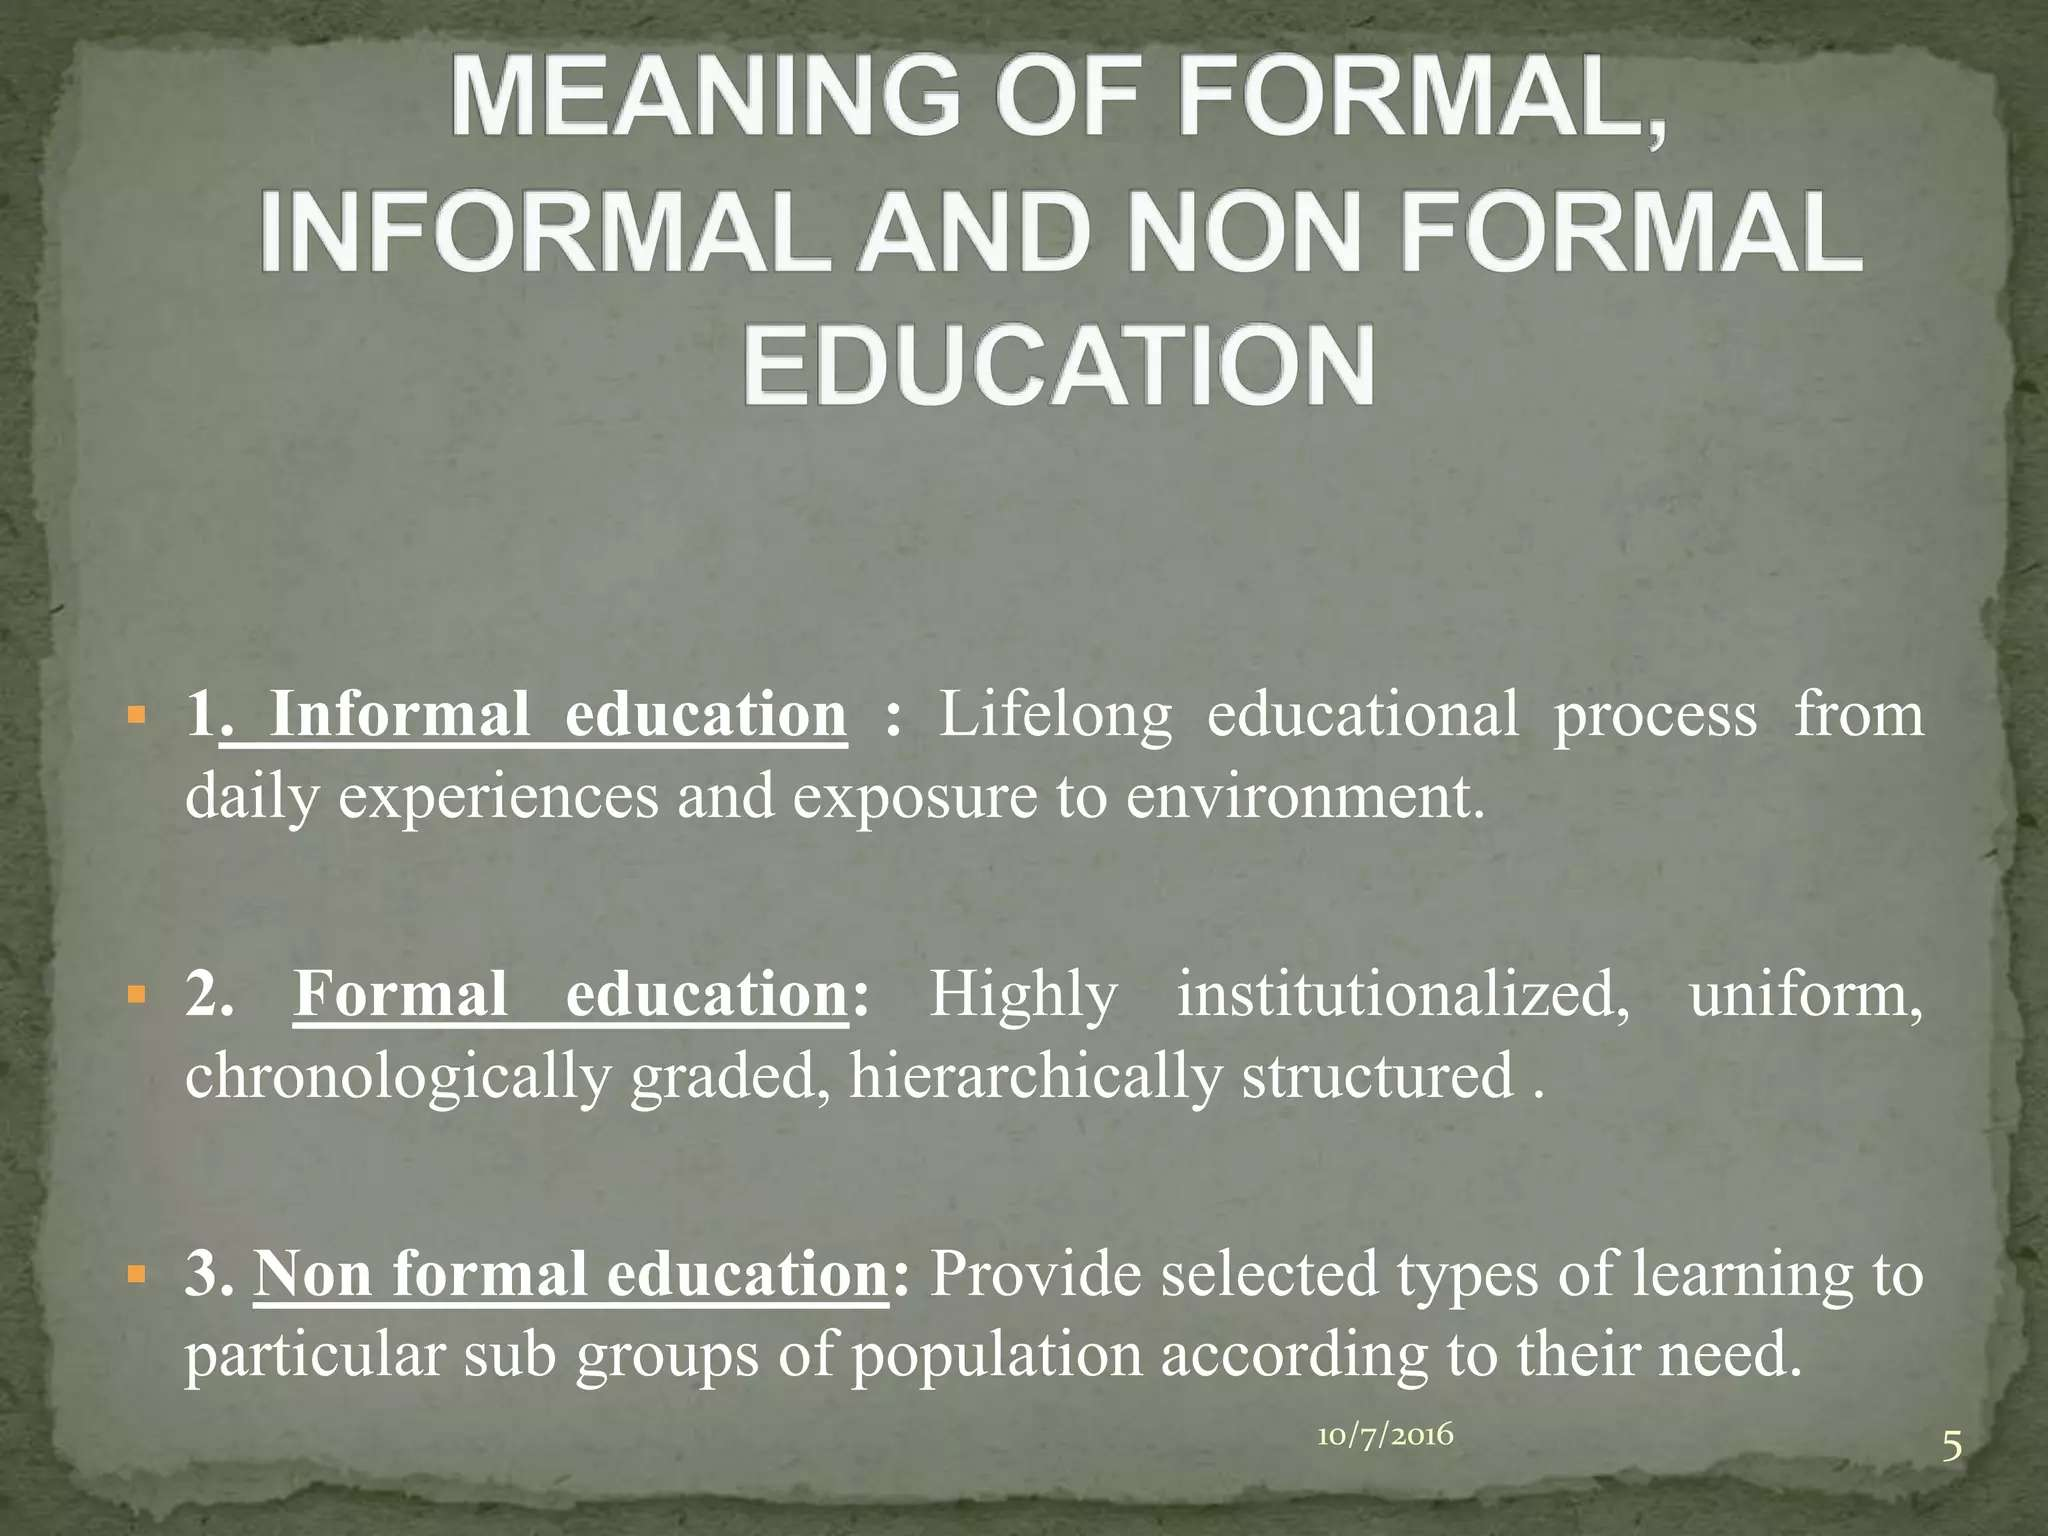 MEANING OF FORMAL,
INFORMAL AND NON FORMAL
EDUCATION
▪ 1. Informal education : Lifelong educational process from
daily experiences and exposure to environment.
▪ 2. Formal education: Highly institutionalized, uniform,
chronologically graded, hierarchically structured .
▪ 3. Non formal education: Provide selected types of learning to
particular sub groups of population according to their need.
10/7/2016
5